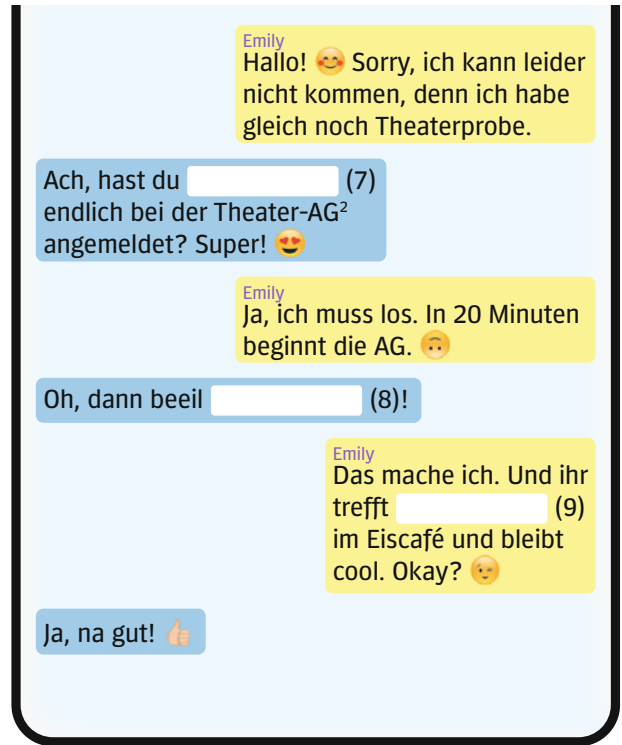 Emily
Hallo! 😊 Sorry, ich kann leider
nicht kommen, denn ich habe
gleich noch Theaterprobe.
Ach, hast du (7)
endlich bei der Theater-AG²
angemeldet? Super! 😍
Emily
Ja, ich muss los. In 20 Minuten
beginnt die AG. 🙃
Oh, dann beeil (8)!
Emily
Das mache ich. Und ihr
trefft (9)
im Eiscafé und bleibt
cool. Okay? 😉
Ja, na gut! 👍